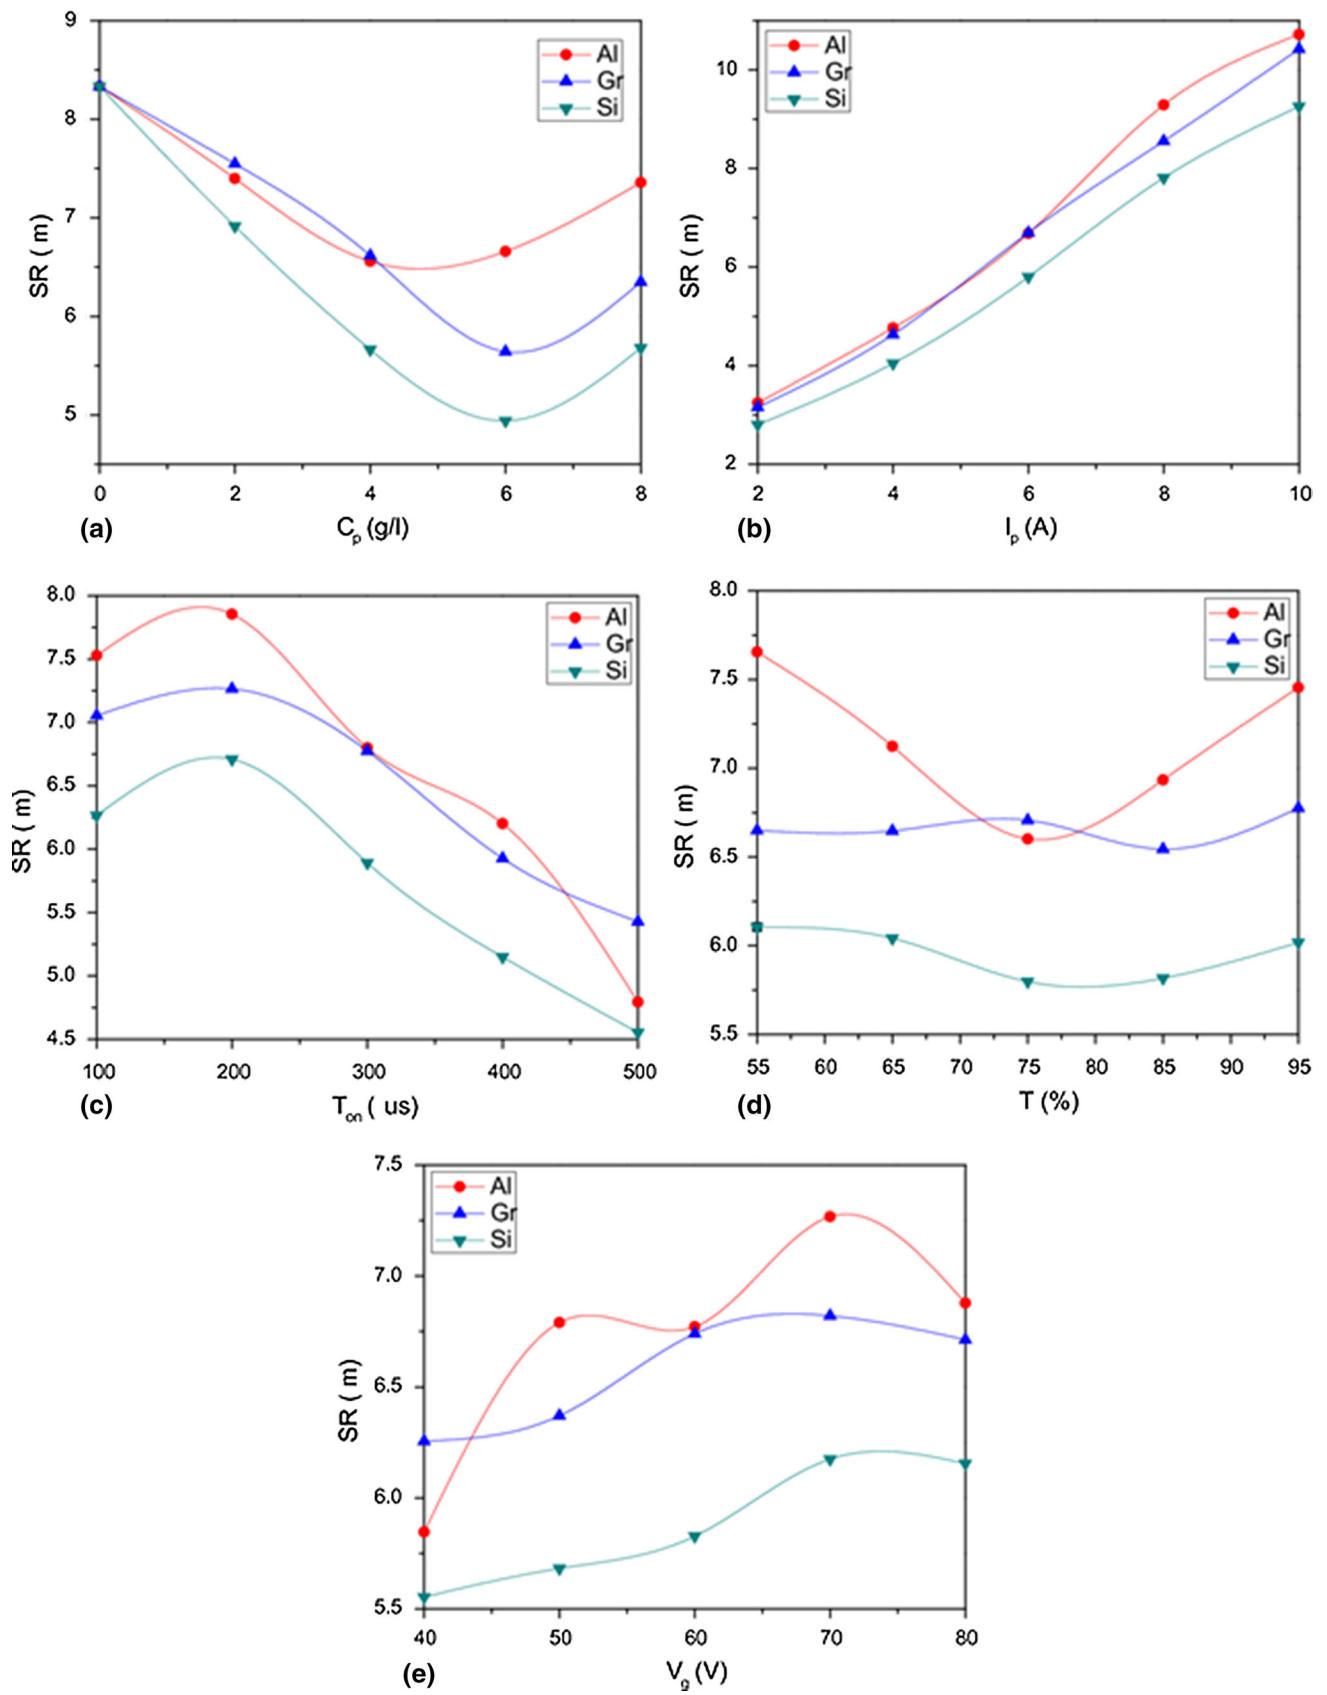 9
8
7
6
5
SR ( m)
Al
Gr
Si
0 2 4 6 8
(a) Cp (g/l)
10
8
6
4
2
SR ( m)
Al
Gr
Si
2 4 6 8 10
(b) Ip (A)
8.0
7.5
7.0
6.5
6.0
5.5
5.0
4.5
SR ( m)
Al
Gr
Si
100 200 300 400 500
(c) Ton ( us)
8.0
7.5
7.0
6.5
6.0
5.5
SR ( m)
Al
Gr
Si
55 60 65 70 75 80 85 90 95
(d) T (%)
7.5
7.0
6.5
6.0
5.5
SR ( m)
Al
Gr
Si
40 50 60 70 80
(e) Vg (V)